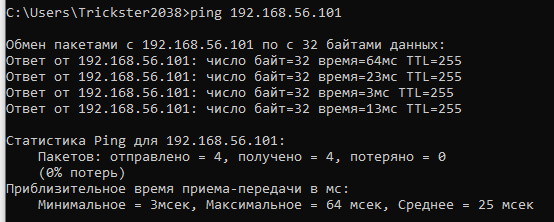 C:\Users\Trickster2038>ping 192.168.56.101
Обмен пакетами с 192.168.56.101 по с 32 байтами данных:
Ответ от 192.168.56.101: число байт=32 время=64мс TTL=255
Ответ от 192.168.56.101: число байт=32 время=23мс TTL=255
Ответ от 192.168.56.101: число байт=32 время=3мс TTL=255
Ответ от 192.168.56.101: число байт=32 время=13мс TTL=255
Статистика Ping для 192.168.56.101:
Пакетов: отправлено = 4, получено = 4, потеряно = 0
(0% потерь)
Приблизительное время приема-передачи в мс:
Минимальное = 3мсек, Максимальное = 64 мсек, Среднее = 25 мсек